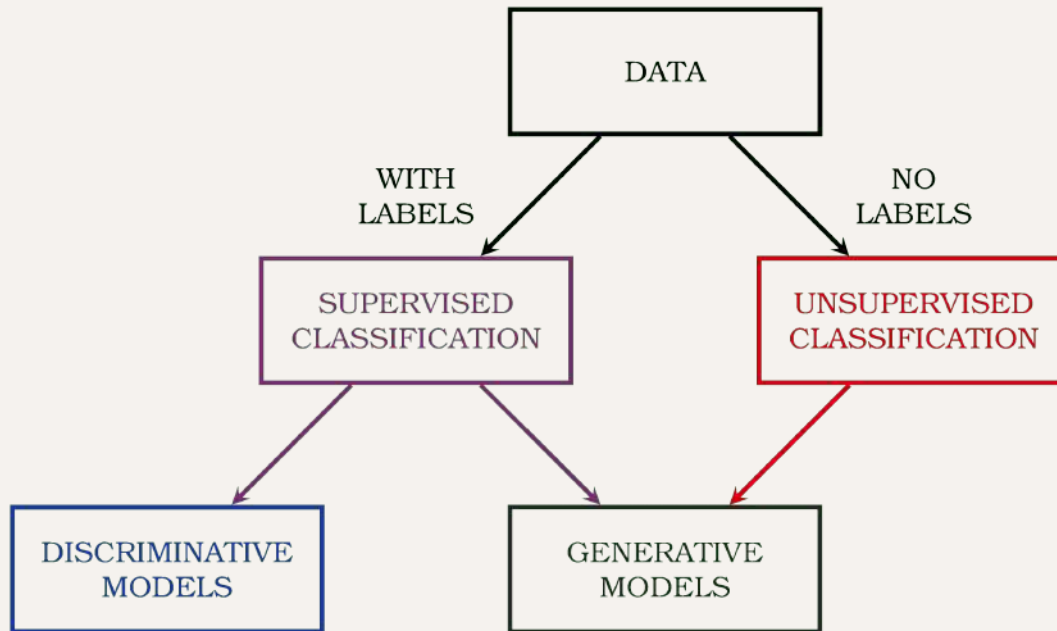 DATA
WITH
LABELS
NO
LABELS
SUPERVISED
CLASSIFICATION
UNSUPERVISED
CLASSIFICATION
DISCRIMINATIVE
MODELS
GENERATIVE
MODELS